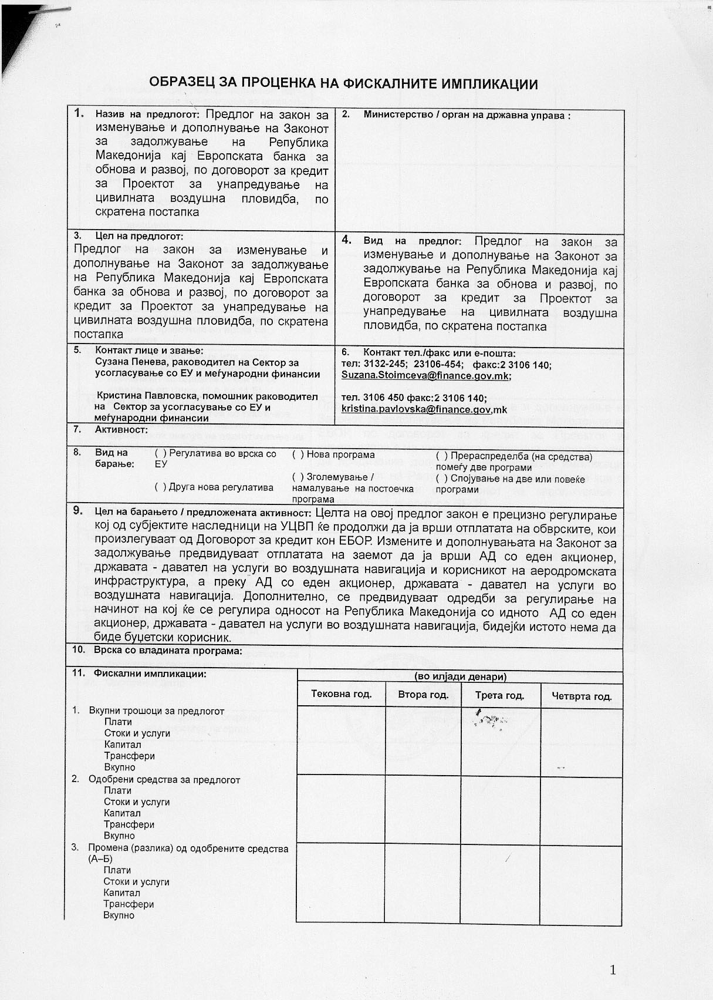 ОБРАЗЕЦ ЗА ПРОЦЕНКА НА ФИСКАЛНИТЕ ИМПЛИКАЦИИ
1. Назив на предлогот: Предлог на закон за
изменување и дополнување на Законот
за задолжување на Република
Македонија кај Европската банка за
обнова и развој, по договорот за кредит
за Проектот за унапредување на
цивилната воздушна пловидба, по
скратена постапка
2. Министерство / орган на државна управа :
3. Цел на предлогот:
Предлог на закон за изменување и
дополнување на Законот за задолжување
на Република Македонија кај Европската
банка за обнова и развој, по договорот за
кредит за Проектот за унапредување на
цивилната воздушна пловидба, по скратена
постапка
4. Вид на предлог: Предлог на закон за
изменување и дополнување на Законот за
задолжување на Република Македонија кај
Европската банка за обнова и развој, по
договорот за кредит за Проектот за
унапредување на цивилната воздушна
пловидба, по скратена постапка
5. Контакт лице и звање:
Сузана Пенева, раководител на Сектор за
усогласување со ЕУ и меѓународни финансии
Кристина Павловска, помошник раководител
на Сектор за усогласување со ЕУ и
меѓународни финансии
6. Контакт тел./факс или е-пошта:
тел: 3132-245; 23106-454; факс:2 3106 140;
Suzana.Stoimceva@finance.gov.mk;
тел. 3106 450 факс:2 3106 140;
kristina.pavlovska@finance.gov,mk
7. Активност:
8. Вид на барање:
( ) Регулатива во врска со
ЕУ
( ) Друга нова регулатива
( ) Нова програма
( ) Зголемување /
намалување на постоечка
програма
( ) Прераспределба (на средства)
помеѓу две програми
( ) Спојување на две или повеќе
програми
9. Цел на барањето / предложената активност: Целта на овој предлог закон е прецизно регулирање
кој од субјектите наследници на УЦВП ќе продолжи да ја врши отплатата на обврските, кои
произлегуваат од Договорот за кредит кон ЕБОР. Измените и дополнувањата на Законот за
задолжување предвидуваат отплатата на заемот да ја врши АД со еден акционер,
државата - давател на услуги во воздушната навигација и корисникот на аеродромската
инфраструктура, а преку АД со еден акционер, државата - давател на услуги во
воздушната навигација. Дополнително, се предвидуваат одредби за регулирање на
начинот на кој ќе се регулира односот на Република Македонија со идното АД со еден
акционер, државата - давател на услуги во воздушната навигација, бидејќи истото нема да
биде буџетски корисник.
10. Врска со владината програма:
11. Фискални импликации:
(во илјади денари)
Тековна год. Втора год. Трета год. Четврта год.
1. Вкупни трошоци за предлогот
Плати
Стоки и услуги
Капитал
Трансфери
Вкупно
2. Одобрени средства за предлогот
Плати
Стоки и услуги
Капитал
Трансфери
Вкупно
3. Промена (разлика) од одобрените средства
(А–Б)
Плати
Стоки и услуги
Капитал
Трансфери
Вкупно
1